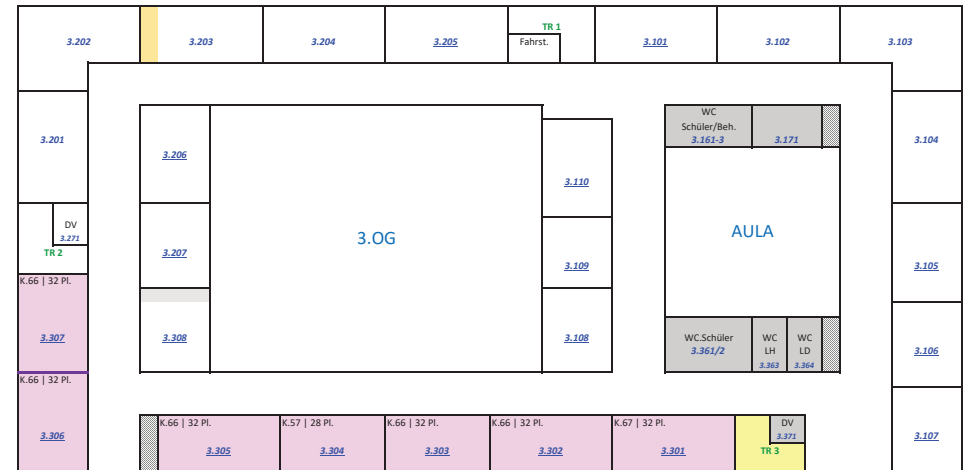 TR 1
3.202
3.203
3.204
3.205
Fahrst.
3.101
3.102
3.103
WC
Schüler/Beh.
3.161-3
3.171
3.201
3.104
3.206
3.110
DV
3.271
TR 2
3.207
3.OG
AULA
3.109
3.105
K.66 | 32 Pl.
3.307
3.308
3.108
WC.Schüler
3.361/2
WC
LH
3.363
WC
LD
3.364
3.106
K.66 | 32 Pl.
3.306
K.66 | 32 Pl.
3.305
K.57 | 28 Pl.
3.304
K.66 | 32 Pl.
3.303
K.66 | 32 Pl.
3.302
K.67 | 32 Pl.
3.301
DV
3.371
TR 3
3.107